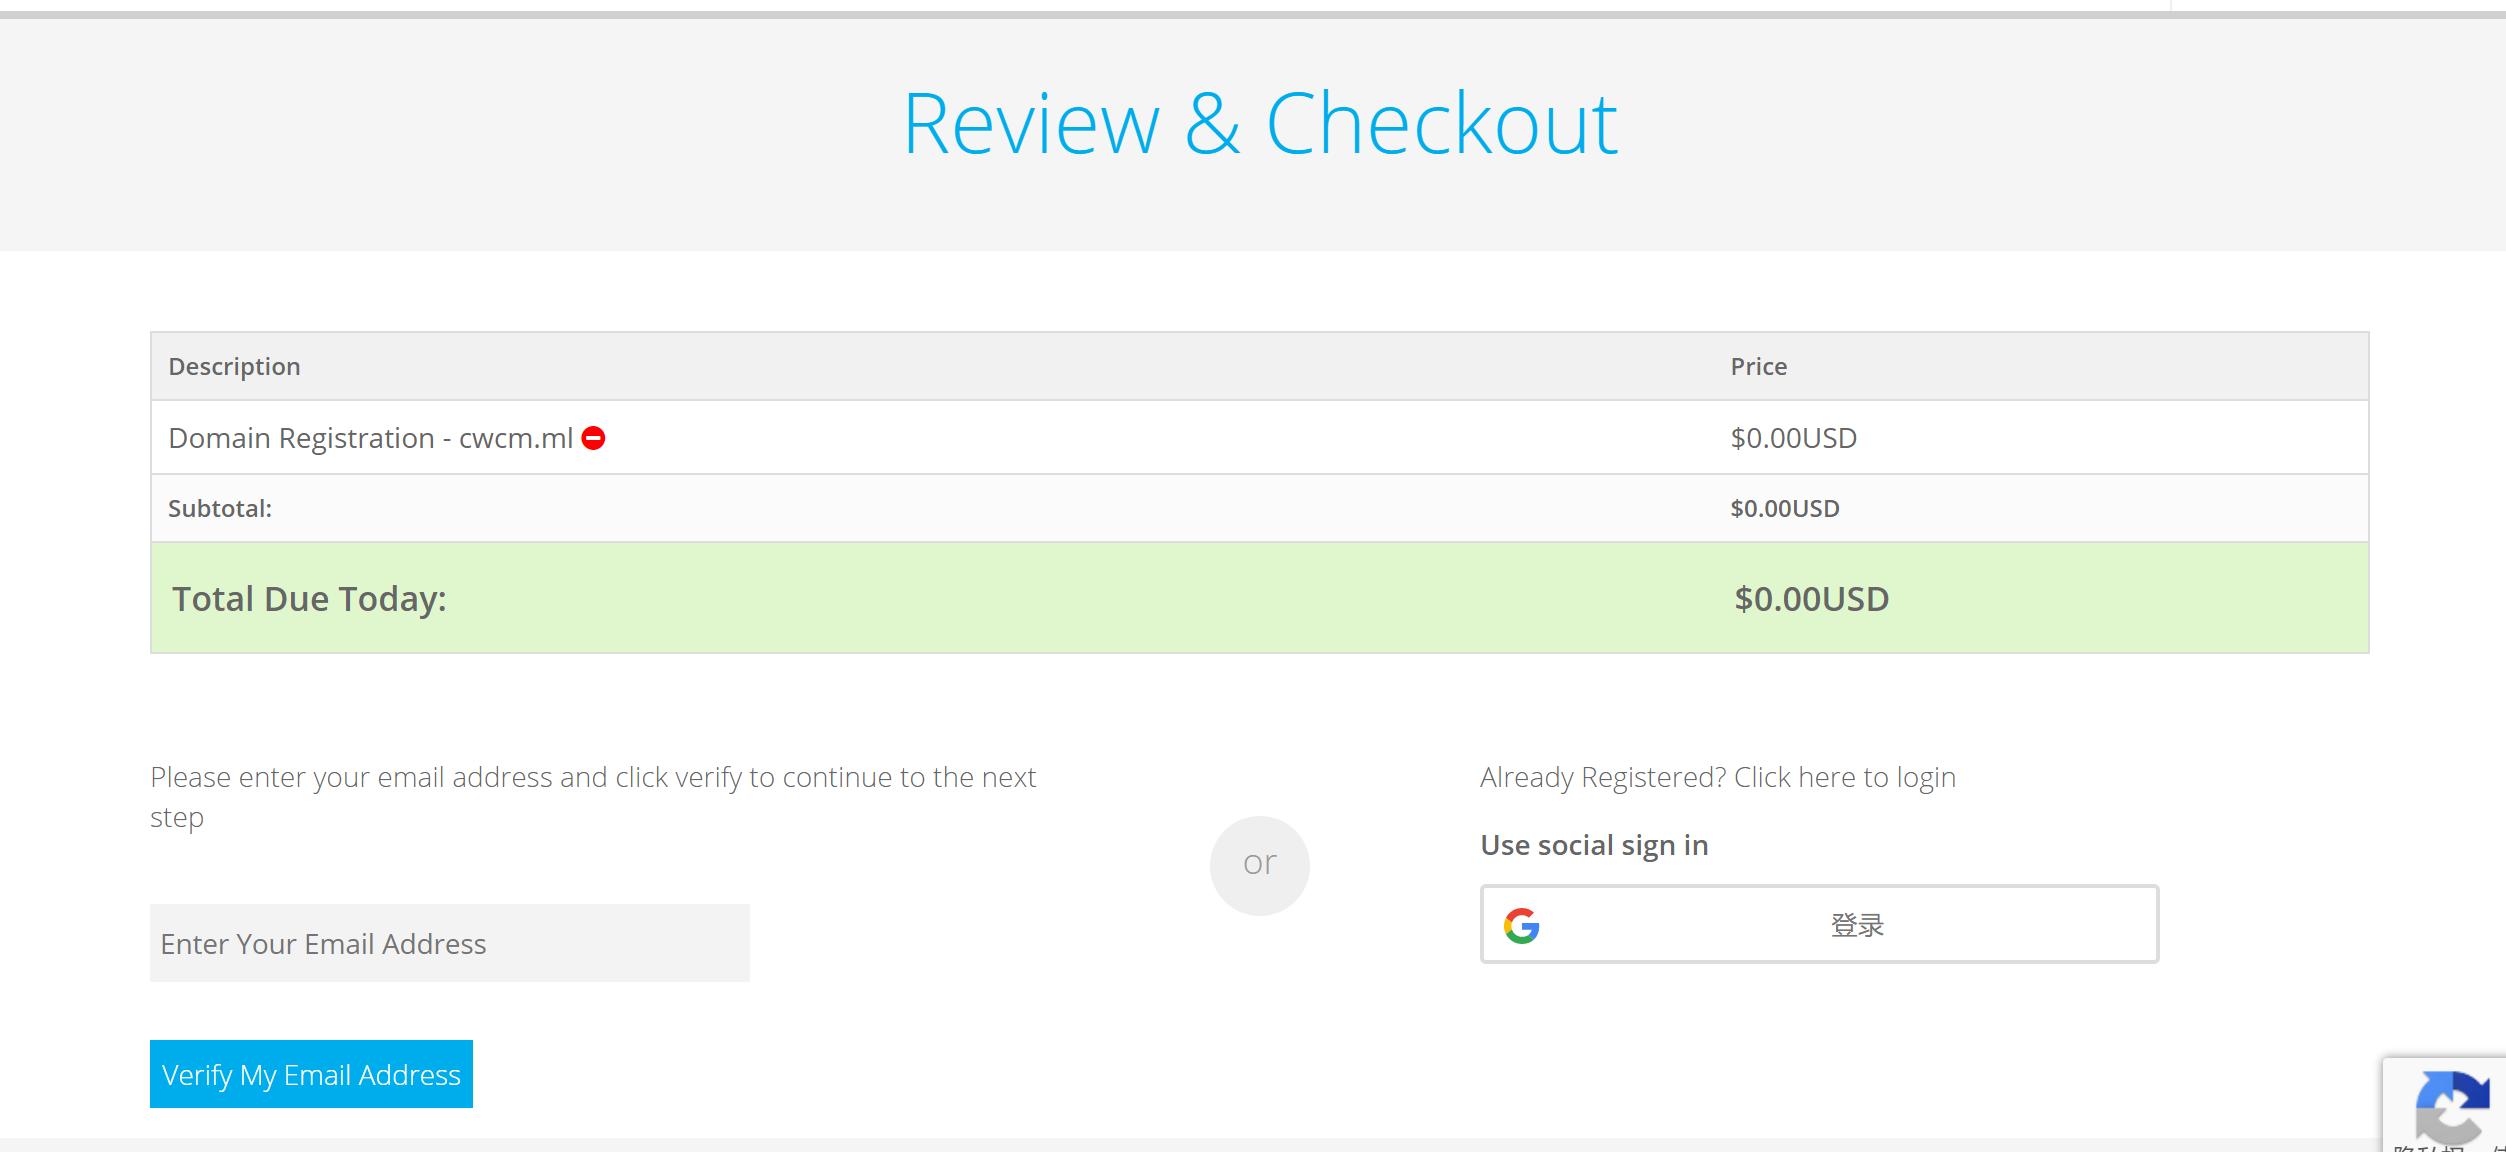 Review & Checkout
Description Price
Domain Registration - cwcm.ml $0.00USD
Subtotal: $0.00USD
Total Due Today: $0.00USD
Please enter your email address and click verify to continue to the next
step
Enter Your Email Address
Verify My Email Address
or
Already Registered? Click here to login
Use social sign in
登录